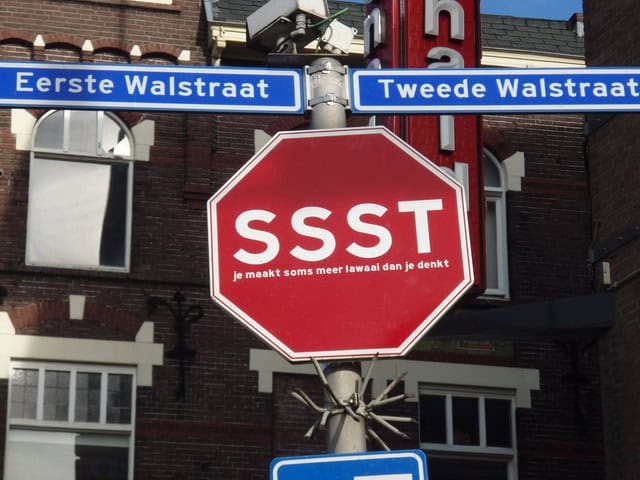 Eerste Walstraat
Tweede Walstraat
SSST
je maakt soms meer lawaai dan je denkt